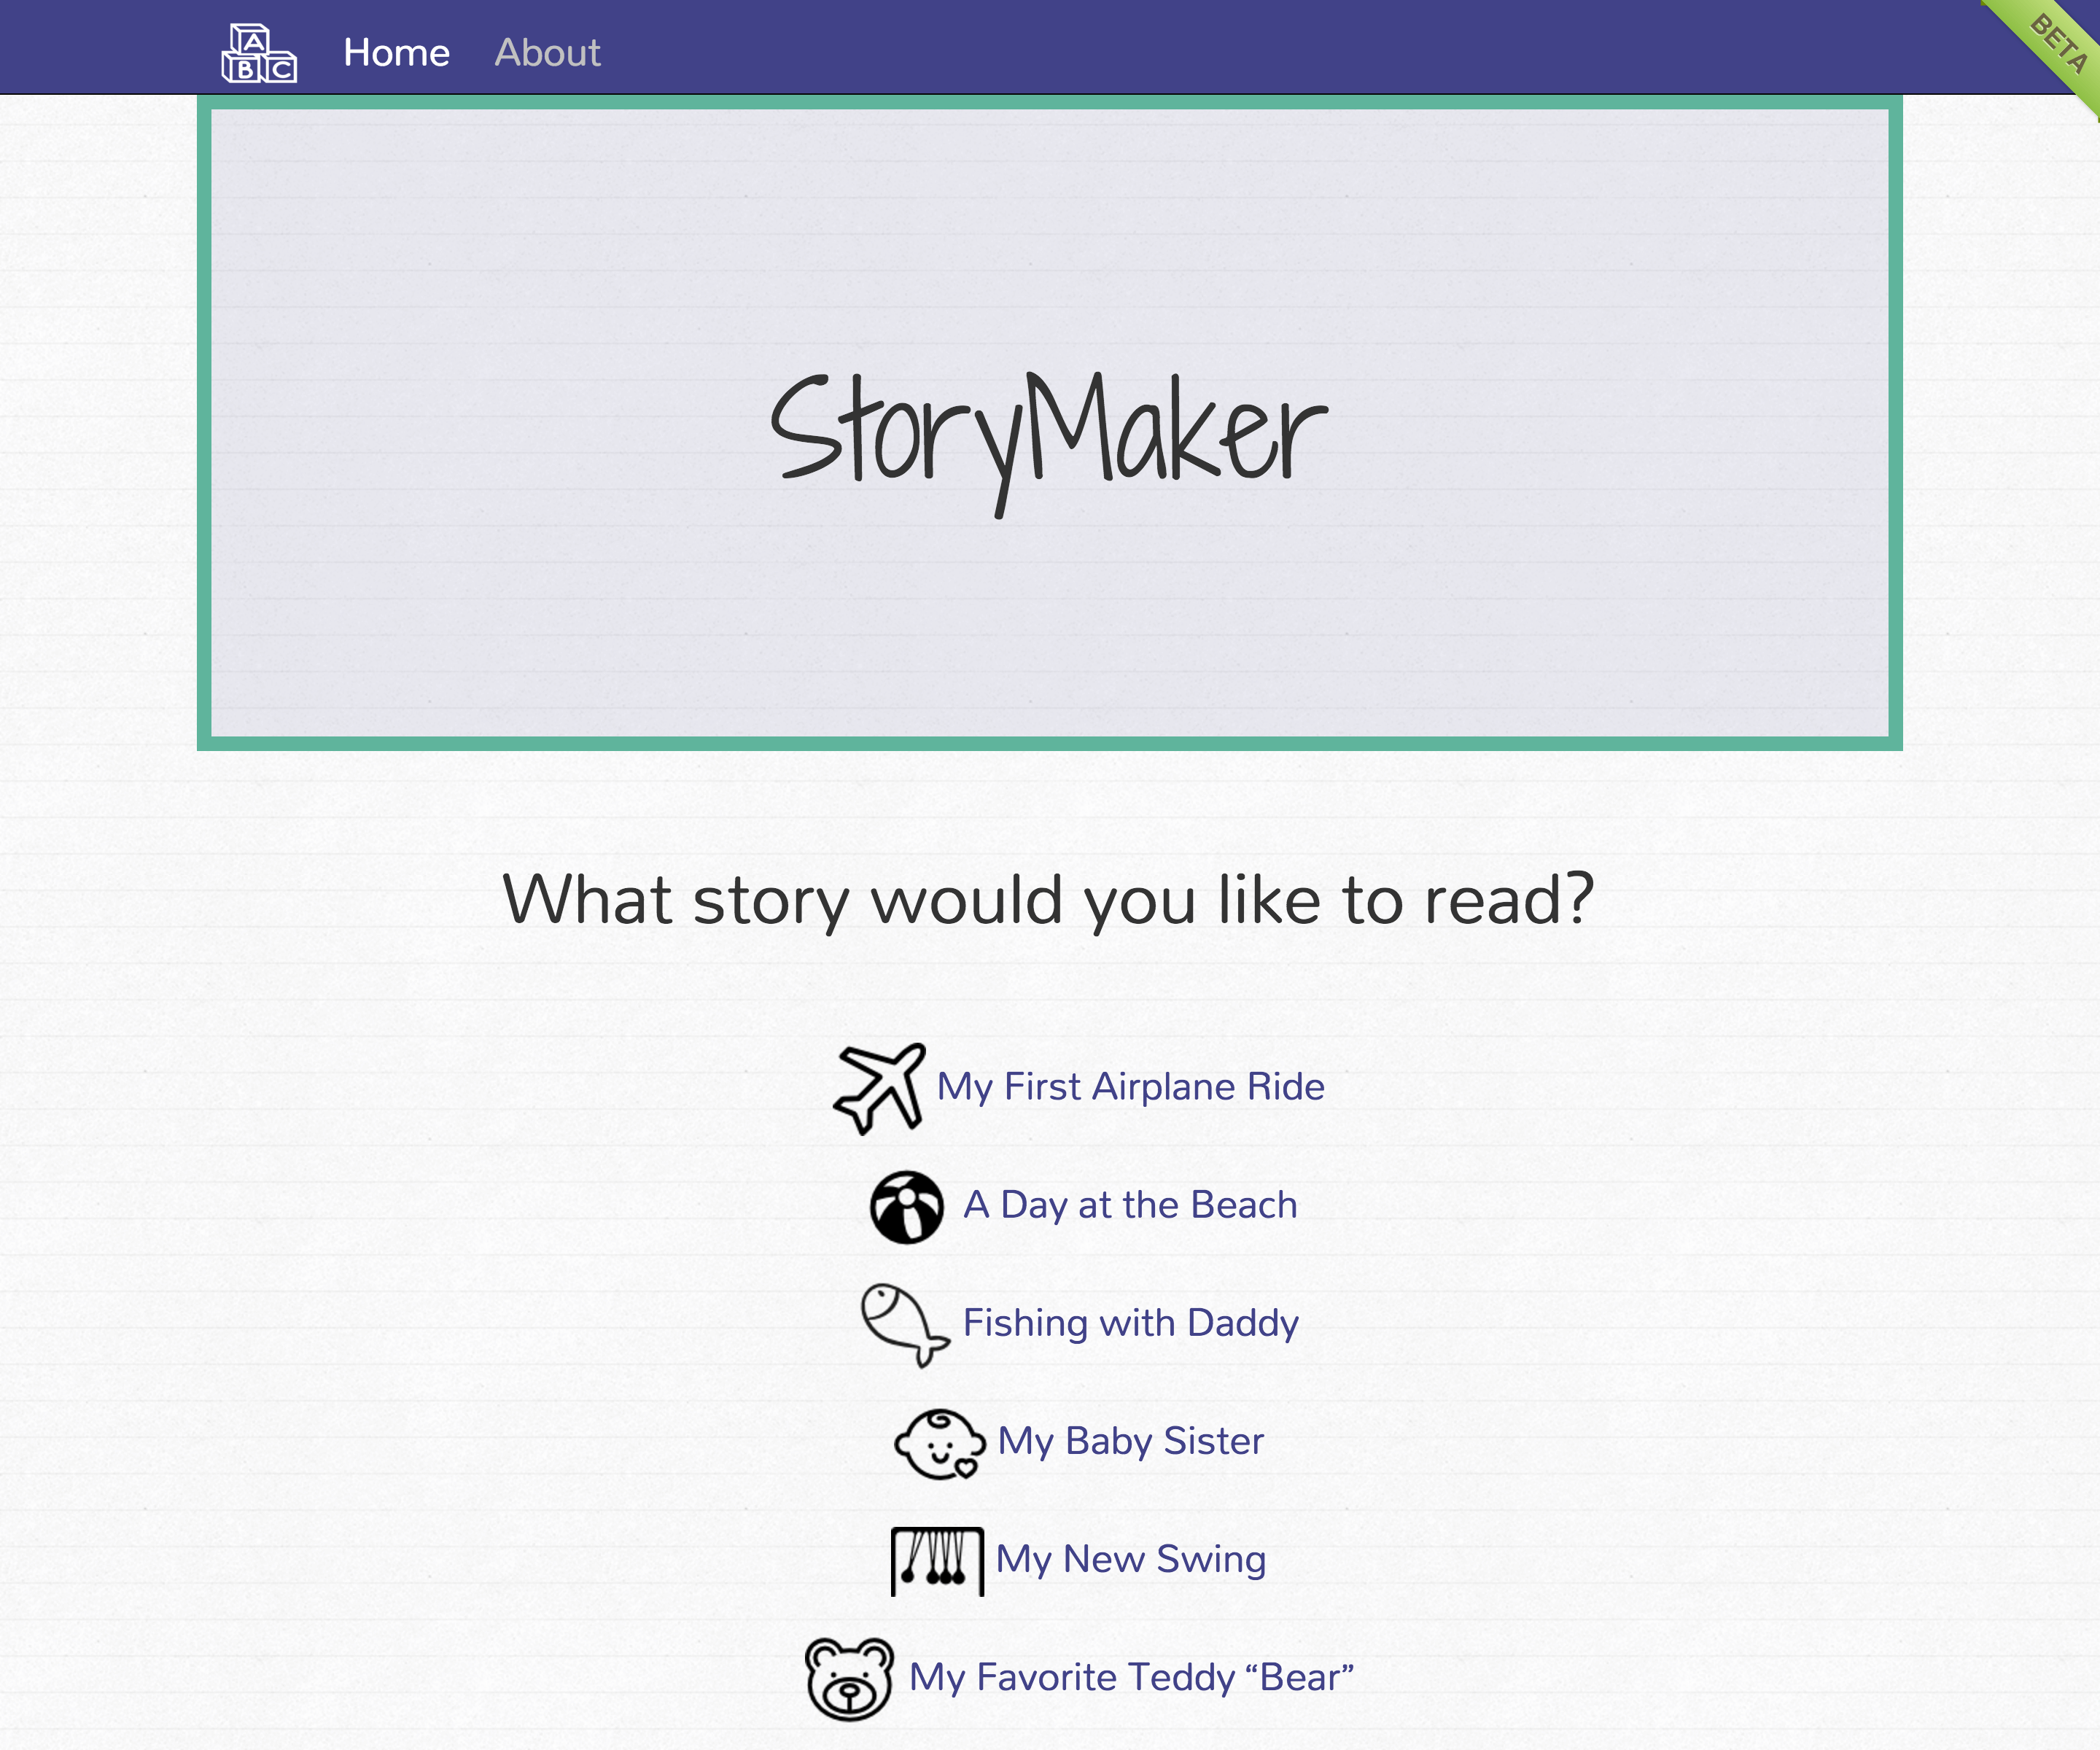 A
B C
Home About
BETA
StoryMaker
What story would you like to read?
My First Airplane Ride
A Day at the Beach
Fishing with Daddy
My Baby Sister
My New Swing
My Favorite Teddy “Bear”